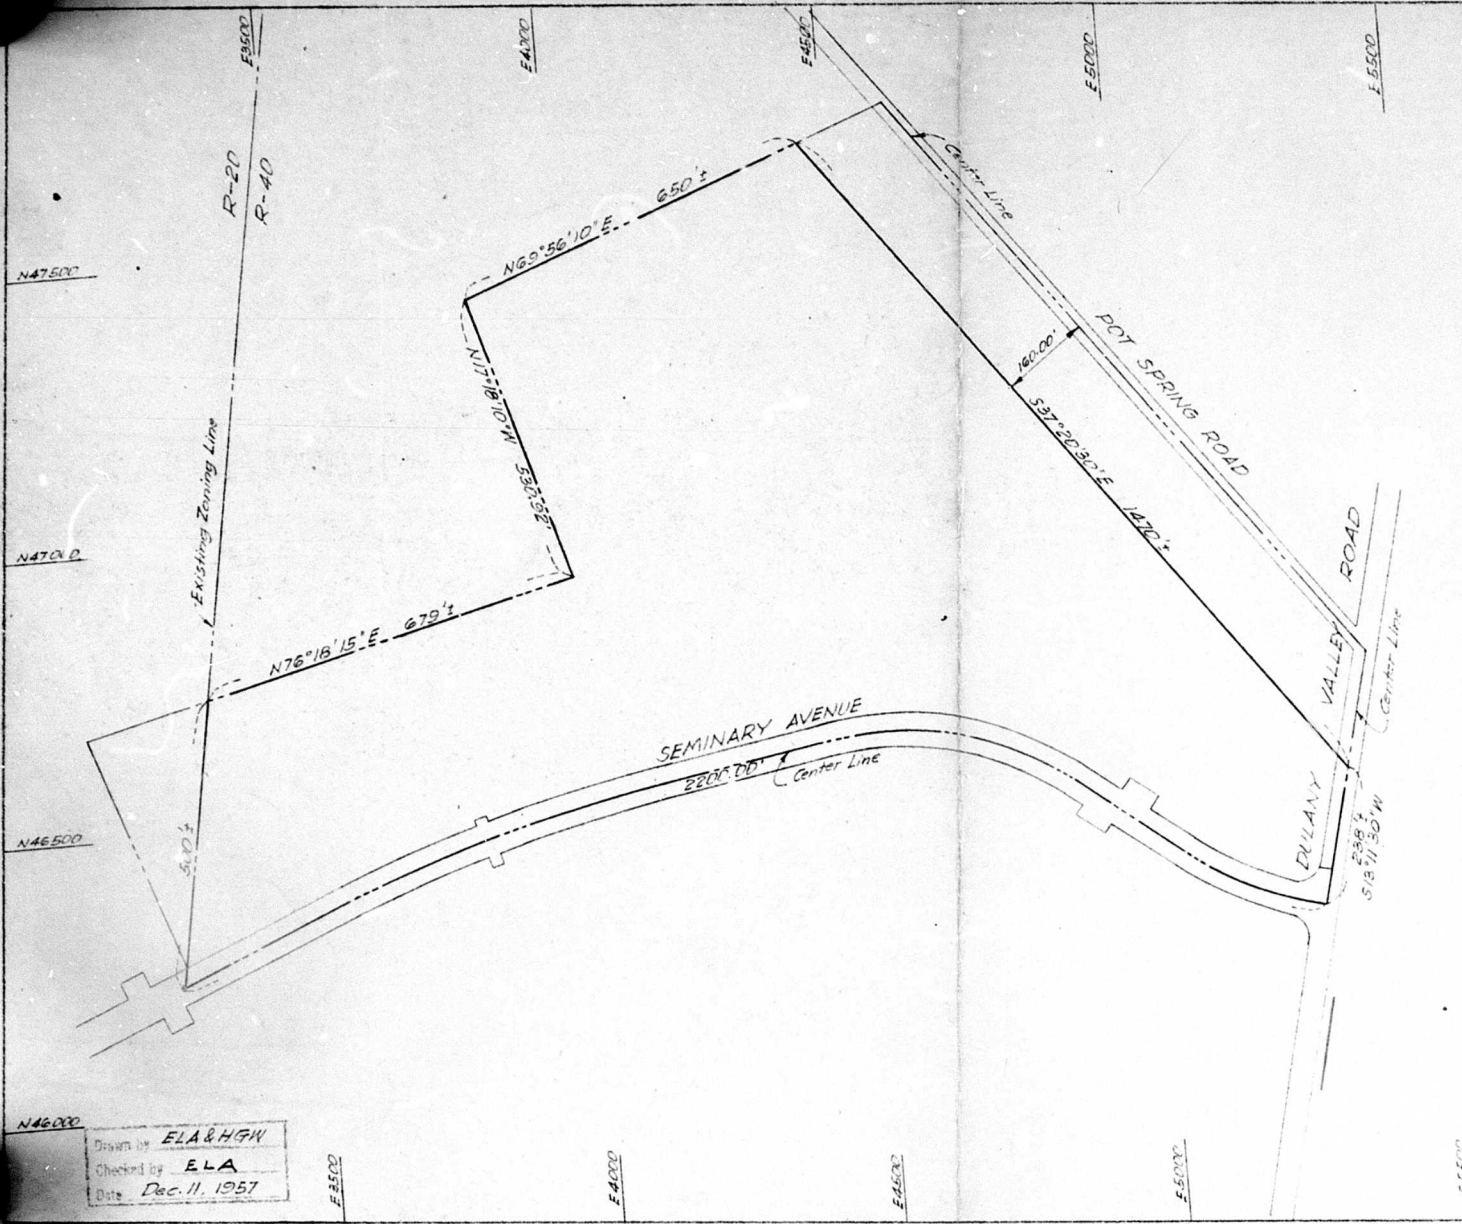 E3500
E4000
E4500
E5000
E5500
R-20
R-40
Center Line
650'±
N69°56'10"E
N47500
POT SPRING ROAD
160.00'
N17°18'10"W 530.92'
S37°20'30"E 1470'±
Existing Zoning Line
N47000
DULANY VALLEY ROAD
Center Line
N76°18'15"E 679'±
SEMINARY AVENUE
2200.00'
Center Line
N46500
500'±
238'±
S13°11'30"W
N46000
Drawn by ELA & HGW
Checked by ELA
Date Dec. 11, 1957
E3500
E4000
E4500
E5000